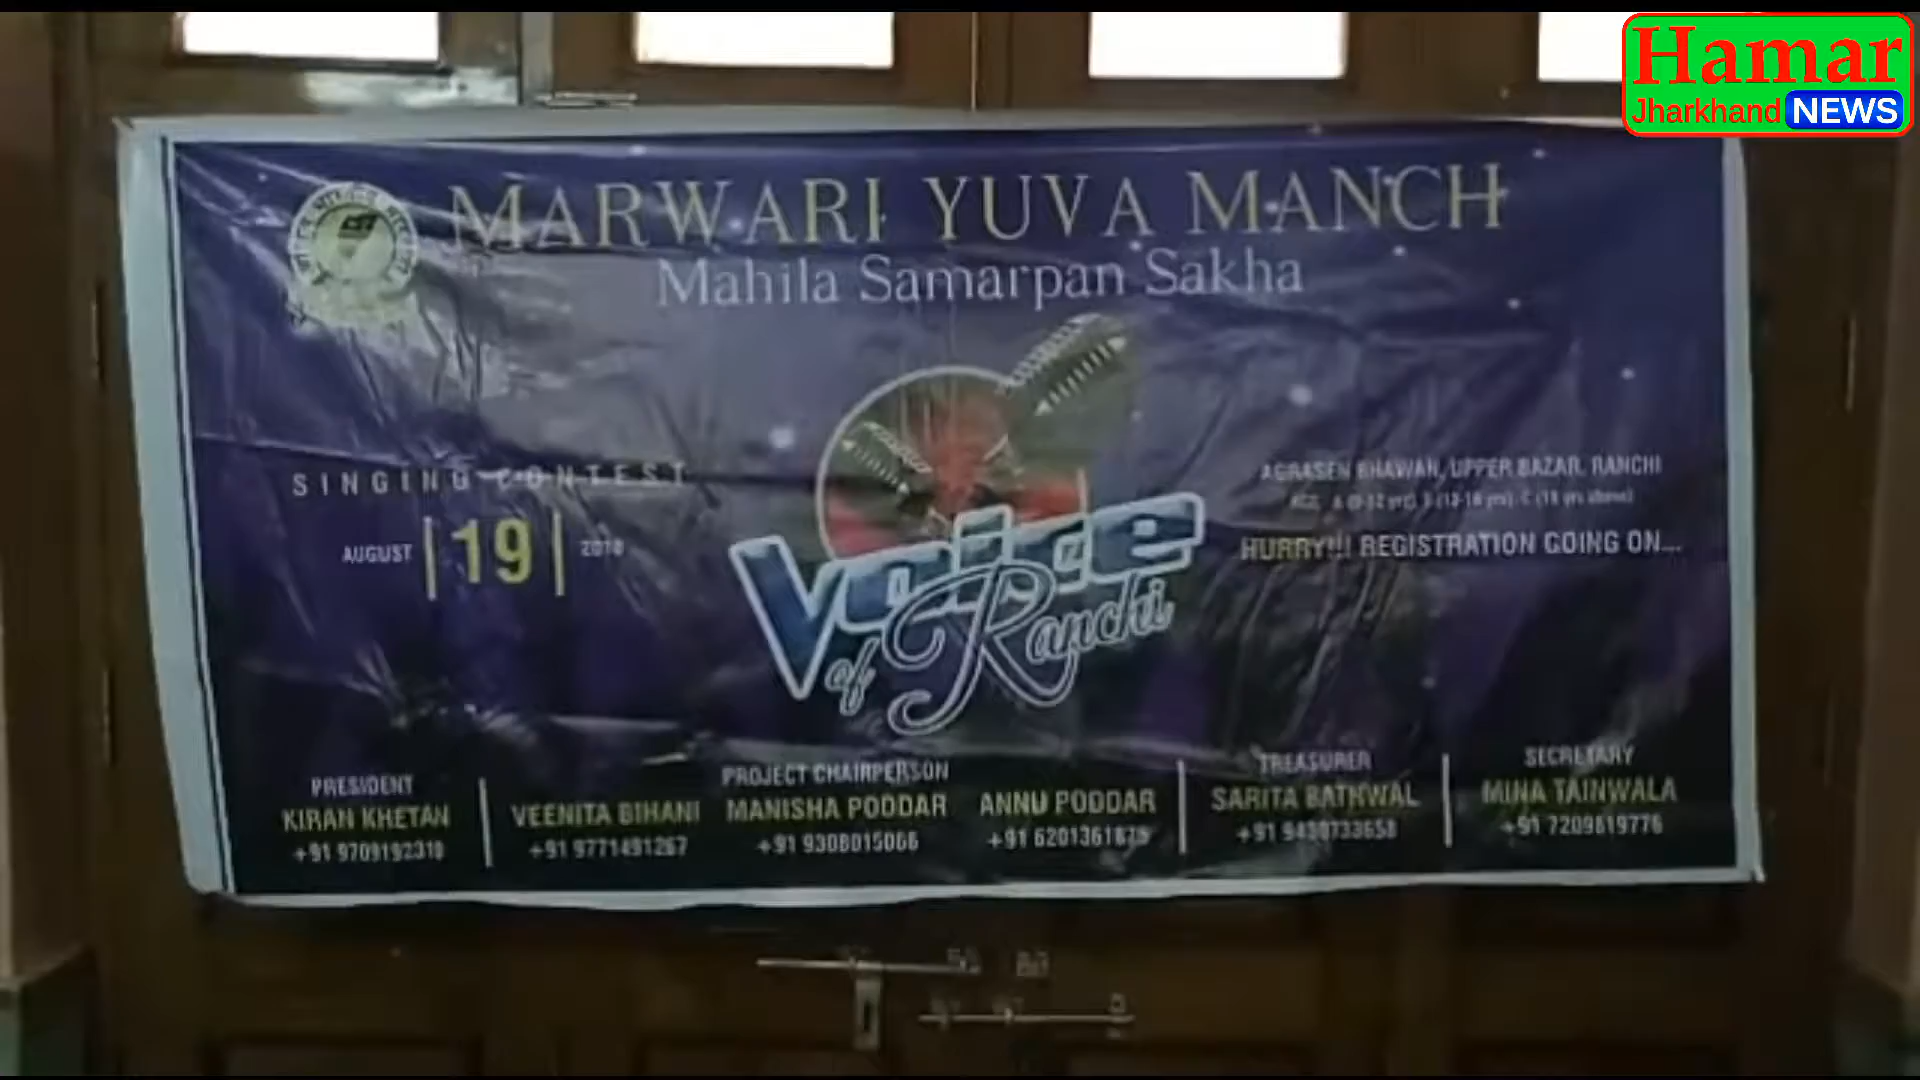 Hamar
Jharkhand NEWS
MARWARI YUVA MANCH
Mahila Samarpan Sakha
SINGING CONTEST
AUGUST | 19 | 2018
Voice
of Ranchi
AGRASEN BHAWAN, UPPER BAZAR, RANCHI
HURRY!!! REGISTRATION GOING ON...
PRESIDENT
KIRAN KHETAN
+91 9709192310
PROJECT CHAIRPERSON
VEENITA BIHANI MANISHA PODDAR ANNU PODDAR
+91 9771491267 +91 9308015066 +91 6201361879
TREASURER
SARITA BATHWAL
+91 9430733658
SECRETARY
MINA TAINWALA
+91 7209819776